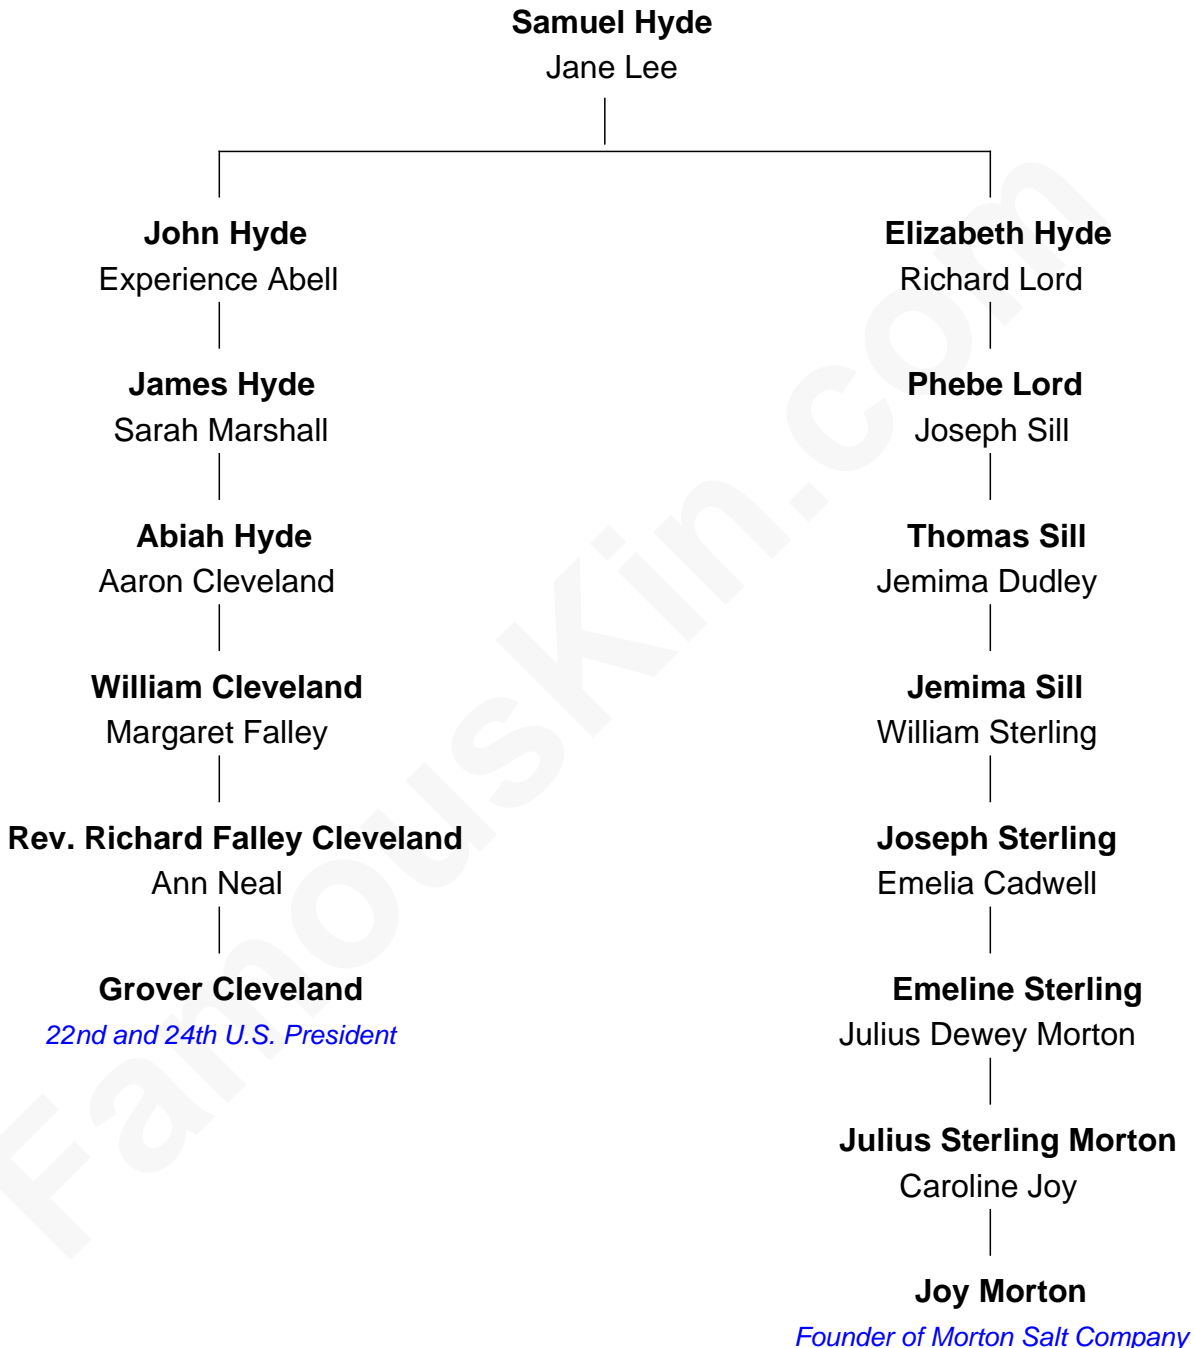 Samuel Hyde
Jane Lee
John Hyde
Experience Abell
James Hyde
Sarah Marshall
Abiah Hyde
Aaron Cleveland
William Cleveland
Margaret Falley
Rev. Richard Falley Cleveland
Ann Neal
Grover Cleveland
22nd and 24th U.S. President
Elizabeth Hyde
Richard Lord
Phebe Lord
Joseph Sill
Thomas Sill
Jemima Dudley
Jemima Sill
William Sterling
Joseph Sterling
Emelia Cadwell
Emeline Sterling
Julius Dewey Morton
Julius Sterling Morton
Caroline Joy
Joy Morton
Founder of Morton Salt Company
FamousKin.com